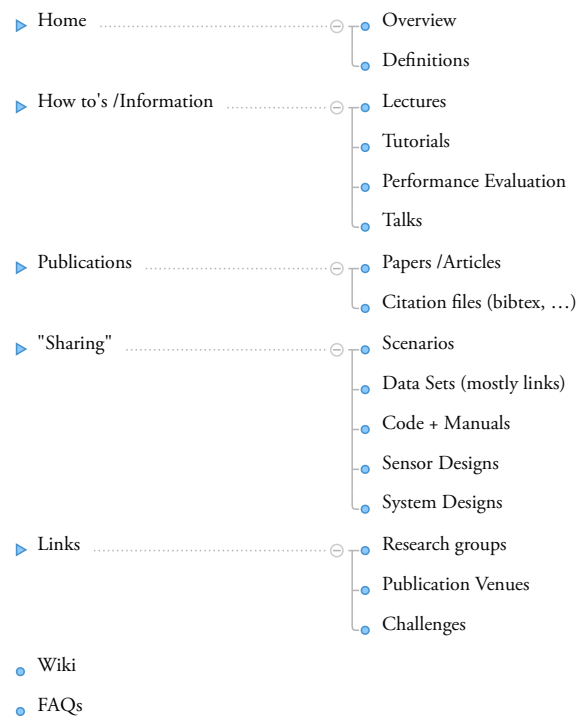 Home
Overview
Definitions
How to's /Information
Lectures
Tutorials
Performance Evaluation
Talks
Publications
Papers /Articles
Citation files (bibtex, …)
"Sharing"
Scenarios
Data Sets (mostly links)
Code + Manuals
Sensor Designs
System Designs
Links
Research groups
Publication Venues
Challenges
Wiki
FAQs